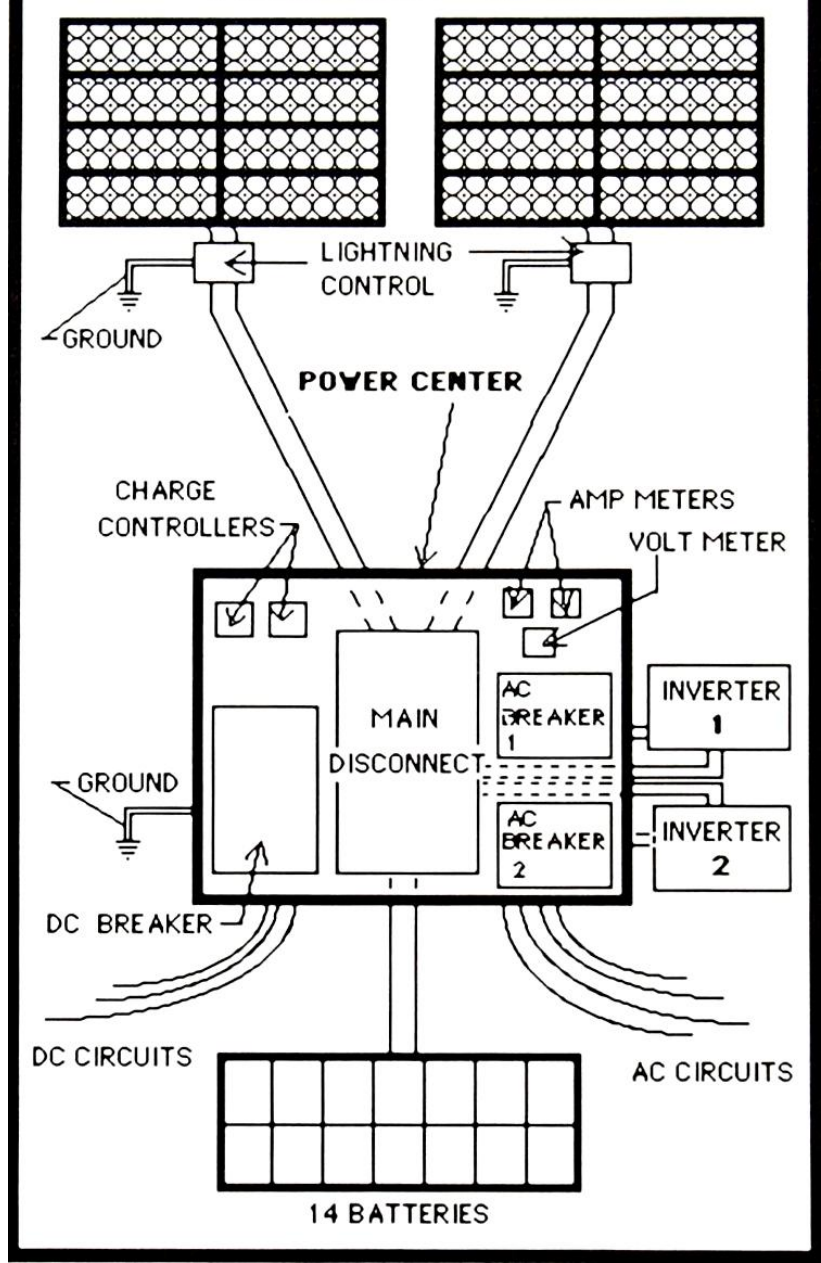 LIGHTNING
CONTROL
GROUND
POWER CENTER
CHARGE
CONTROLLERS
AMP METERS
VOLT METER
MAIN
DISCONNECT
AC
BREAKER
1
INVERTER
1
GROUND
AC
BREAKER
2
INVERTER
2
DC BREAKER
DC CIRCUITS
AC CIRCUITS
14 BATTERIES